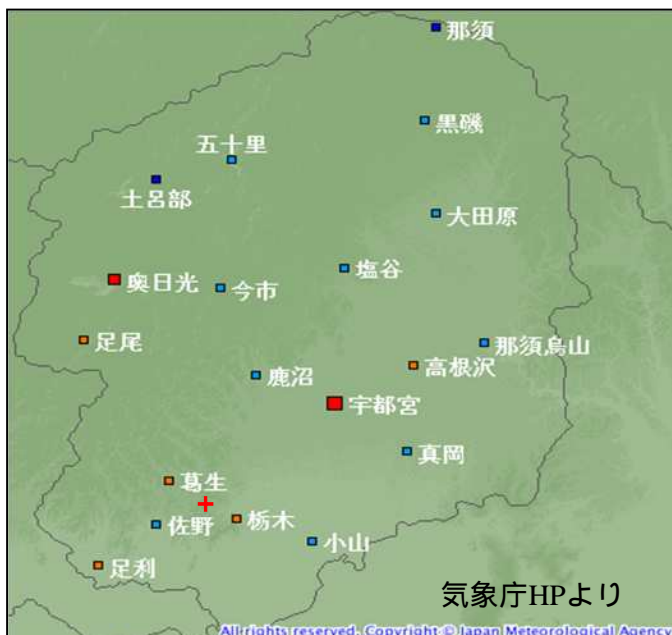 那須
黒磯
五十里
土呂部
大田原
塩谷
奥日光
今市
足尾
那須烏山
高根沢
鹿沼
宇都宮
真岡
葛生
佐野
栃木
小山
足利
気象庁HPより
All rights reserved. Copyright © Japan Meteorological Agency